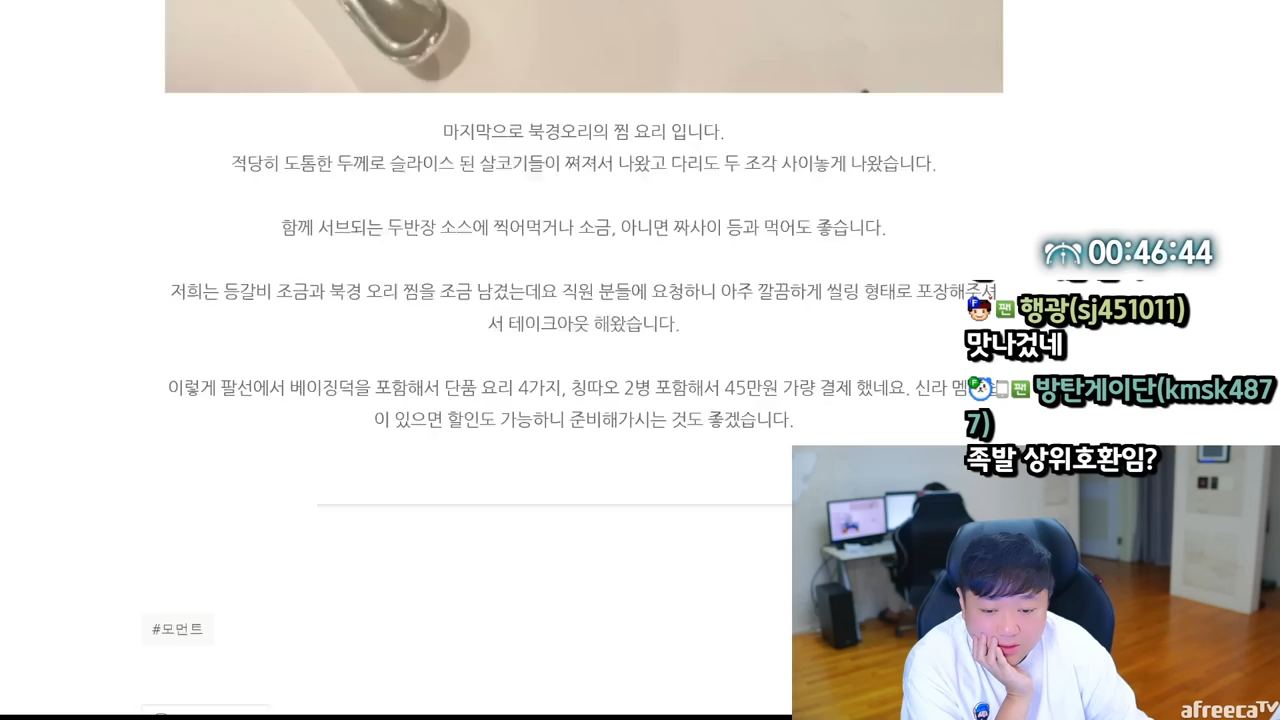 마지막으로 북경오리의 찜 요리 입니다.
적당히 도톰한 두께로 슬라이스 된 살코기들이 쪄져서 나왔고 다리도 두 조각 사이놓게 나왔습니다.
함께 서브되는 두반장 소스에 찍어먹거나 소금, 아니면 짜사이 등과 먹어도 좋습니다.
저희는 등갈비 조금과 북경 오리 찜을 조금 남겼는데요 직원 분들에 요청하니 아주 깔끔하게 씰링 형태로 포장해주셔
서 테이크아웃 해왔습니다.
이렇게 팔선에서 베이징덕을 포함해서 단품 요리 4가지, 칭따오 2병 포함해서 45만원 가량 결제 했네요. 신라
이 있으면 할인도 가능하니 준비해가시는 것도 좋겠습니다.
#모먼트
00:46:44
F 팬 행광(sj451011)
맛나겠네
F 팬 방탄게이단(kmsk487
7)
족발 상위호환임?
afreecaTV